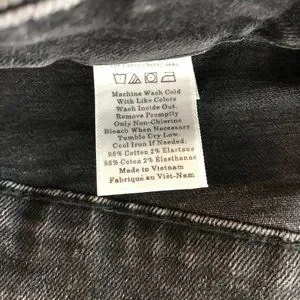 Machine Wash Cold
With Like Colors
Wash Inside Out.
Remove Promptly
Only Non-Chlorine
Bleach When Necessary
Tumble Dry Low.
Cool Iron If Needed.
98% Cotton 2% Elastane
98% Coton 2% Elasthanne
Made in Vietnam
Fabriqué au Viêt-Nam